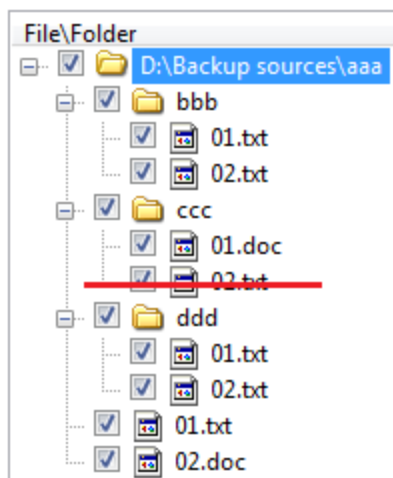 File\Folder
D:\Backup sources\aaa
bbb
01.txt
02.txt
ccc
01.doc
02.txt
ddd
01.txt
02.txt
01.txt
02.doc